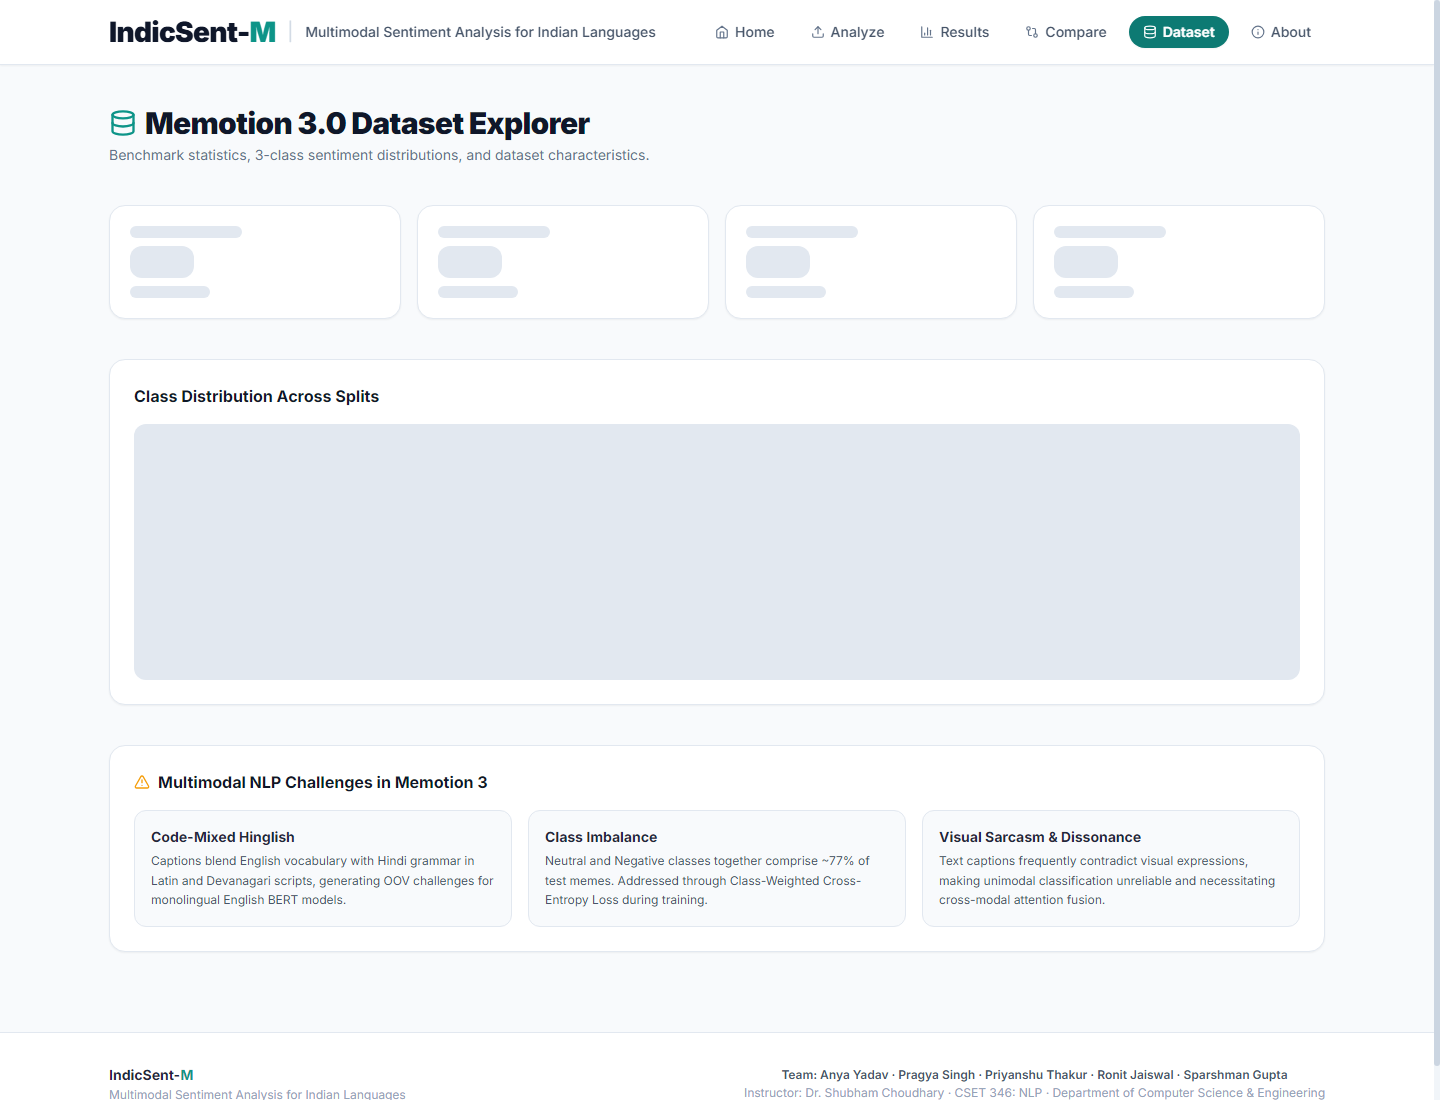 IndicSent-M
Multimodal Sentiment Analysis for Indian Languages
Home
Analyze
Results
Compare
Dataset
About
Memotion 3.0 Dataset Explorer
Benchmark statistics, 3-class sentiment distributions, and dataset characteristics.
Class Distribution Across Splits
Multimodal NLP Challenges in Memotion 3
Code-Mixed Hinglish
Captions blend English vocabulary with Hindi grammar in
Latin and Devanagari scripts, generating OOV challenges for
monolingual English BERT models.
Class Imbalance
Neutral and Negative classes together comprise ~77% of
test memes. Addressed through Class-Weighted Cross-
Entropy Loss during training.
Visual Sarcasm & Dissonance
Text captions frequently contradict visual expressions,
making unimodal classification unreliable and necessitating
cross-modal attention fusion.
IndicSent-M
Multimodal Sentiment Analysis for Indian Languages
Team: Anya Yadav · Pragya Singh · Priyanshu Thakur · Ronit Jaiswal · Sparshman Gupta
Instructor: Dr. Shubham Choudhary · CSET 346: NLP · Department of Computer Science & Engineering